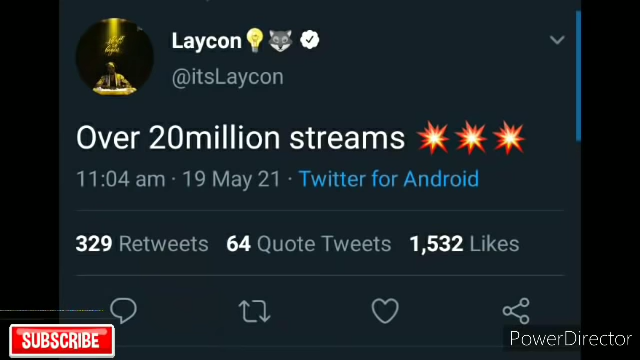 Laycon💡🐺
@itsLaycon
Over 20million streams 💥💥💥
11:04 am · 19 May 21 · Twitter for Android
329 Retweets 64 Quote Tweets 1,532 Likes
SUBSCRIBE
PowerDirector